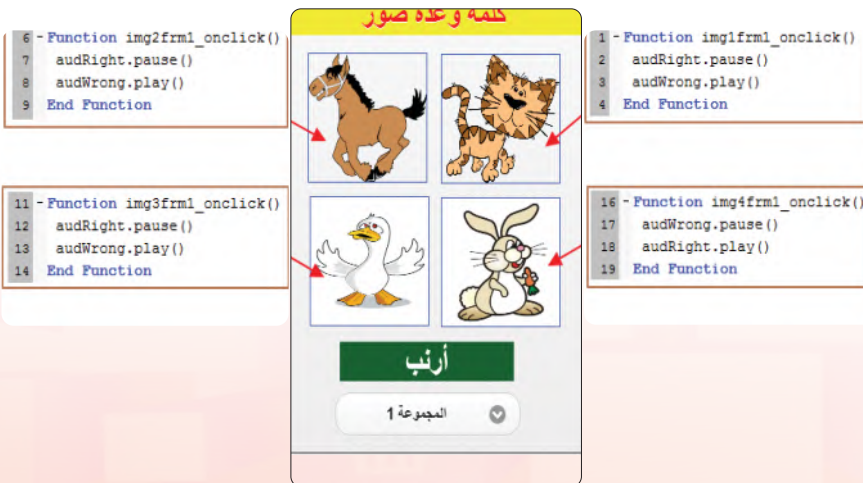 كلمة وعدة صور
1 - Function img1frm1_onclick()
2 audRight.pause()
3 audWrong.play()
4 End Function
6 - Function img2frm1_onclick()
7 audRight.pause()
8 audWrong.play()
9 End Function
11 - Function img3frm1_onclick()
12 audRight.pause()
13 audWrong.play()
14 End Function
16 - Function img4frm1_onclick()
17 audWrong.pause()
18 audRight.play()
19 End Function
أرنب
المجموعة 1